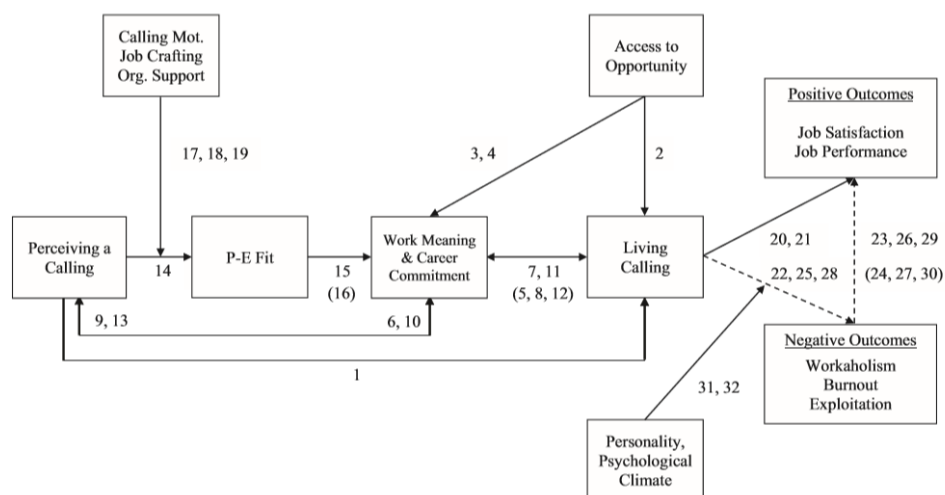 Calling Mot.
Job Crafting
Org. Support
Access to
Opportunity
Positive Outcomes
Job Satisfaction
Job Performance
17, 18, 19
3, 4
2
Perceiving a
Calling
14
P-E Fit
15
(16)
Work Meaning
& Career
Commitment
7, 11
(5, 8, 12)
Living
Calling
20, 21
22, 25, 28
23, 26, 29
(24, 27, 30)
9, 13
6, 10
1
Negative Outcomes
Workaholism
Burnout
Exploitation
31, 32
Personality,
Psychological
Climate